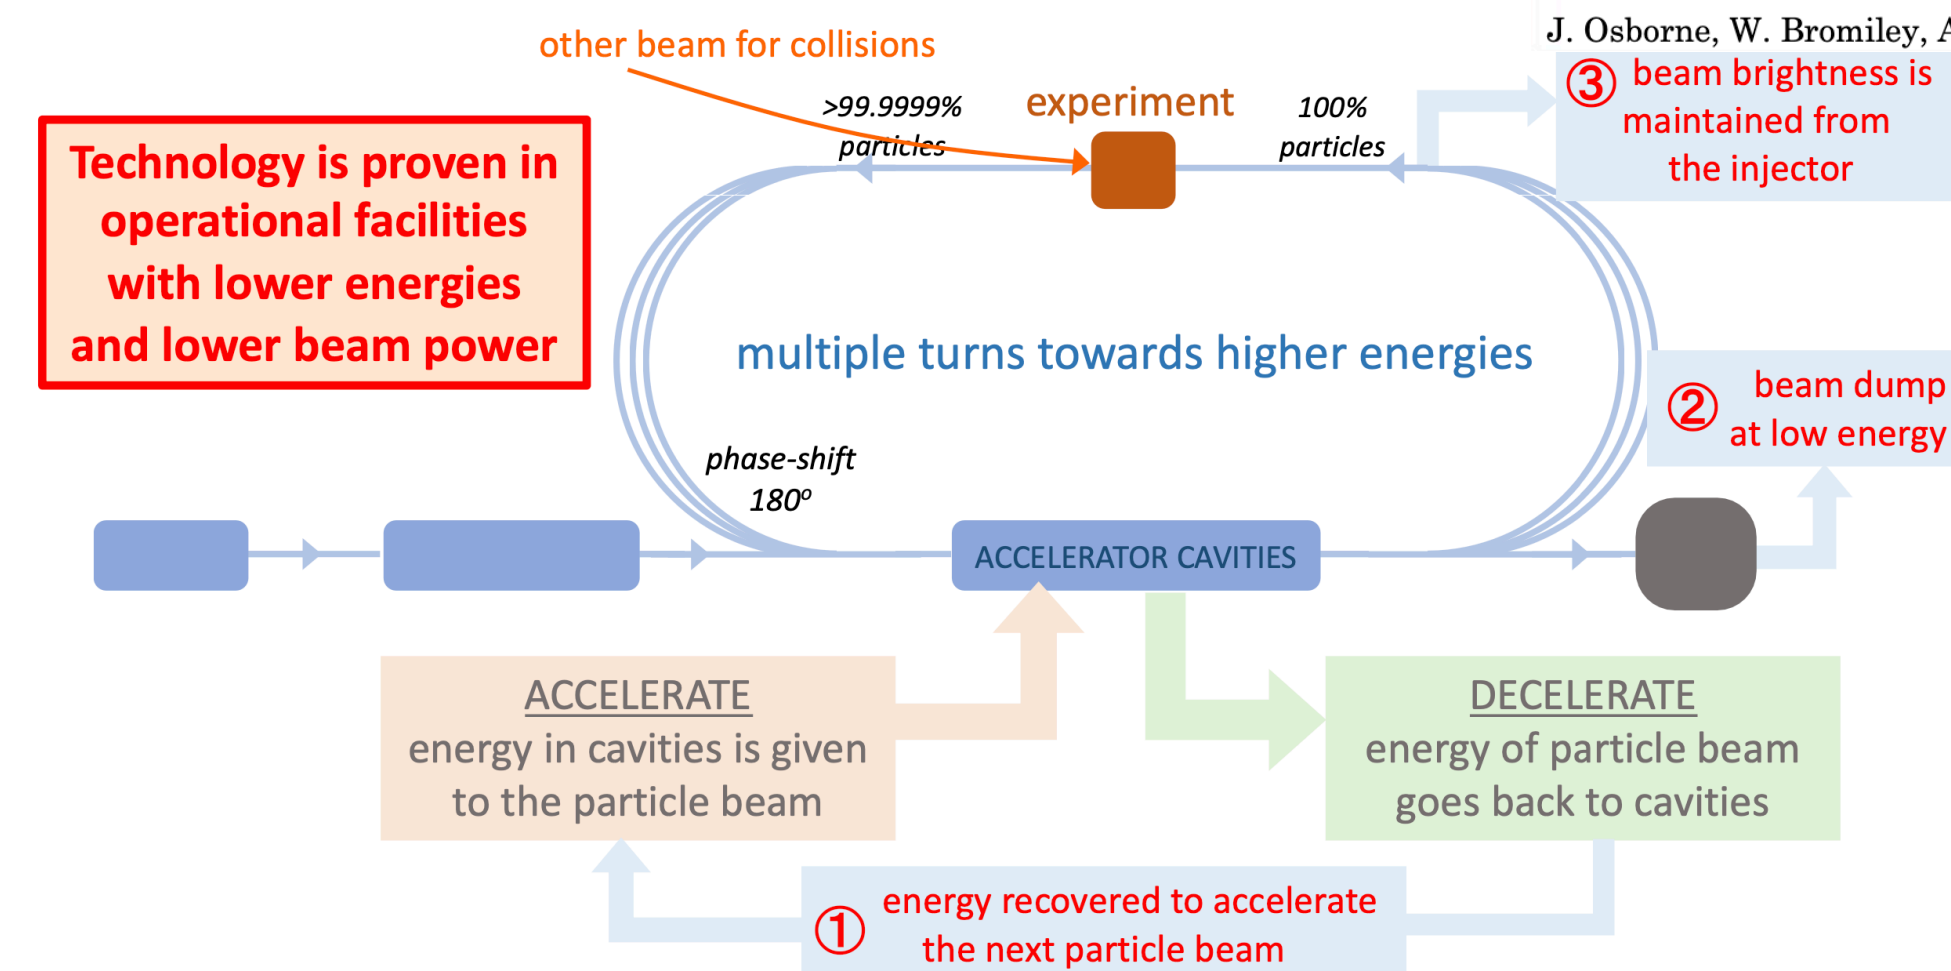 J. Osborne, W. Bromiley, A
other beam for collisions
>99.9999%
particles
experiment
100%
particles
③ beam brightness is
maintained from
the injector
Technology is proven in
operational facilities
with lower energies
and lower beam power
multiple turns towards higher energies
② beam dump
at low energy
phase-shift
180º
ACCELERATOR CAVITIES
ACCELERATE
energy in cavities is given
to the particle beam
DECELERATE
energy of particle beam
goes back to cavities
① energy recovered to accelerate
the next particle beam